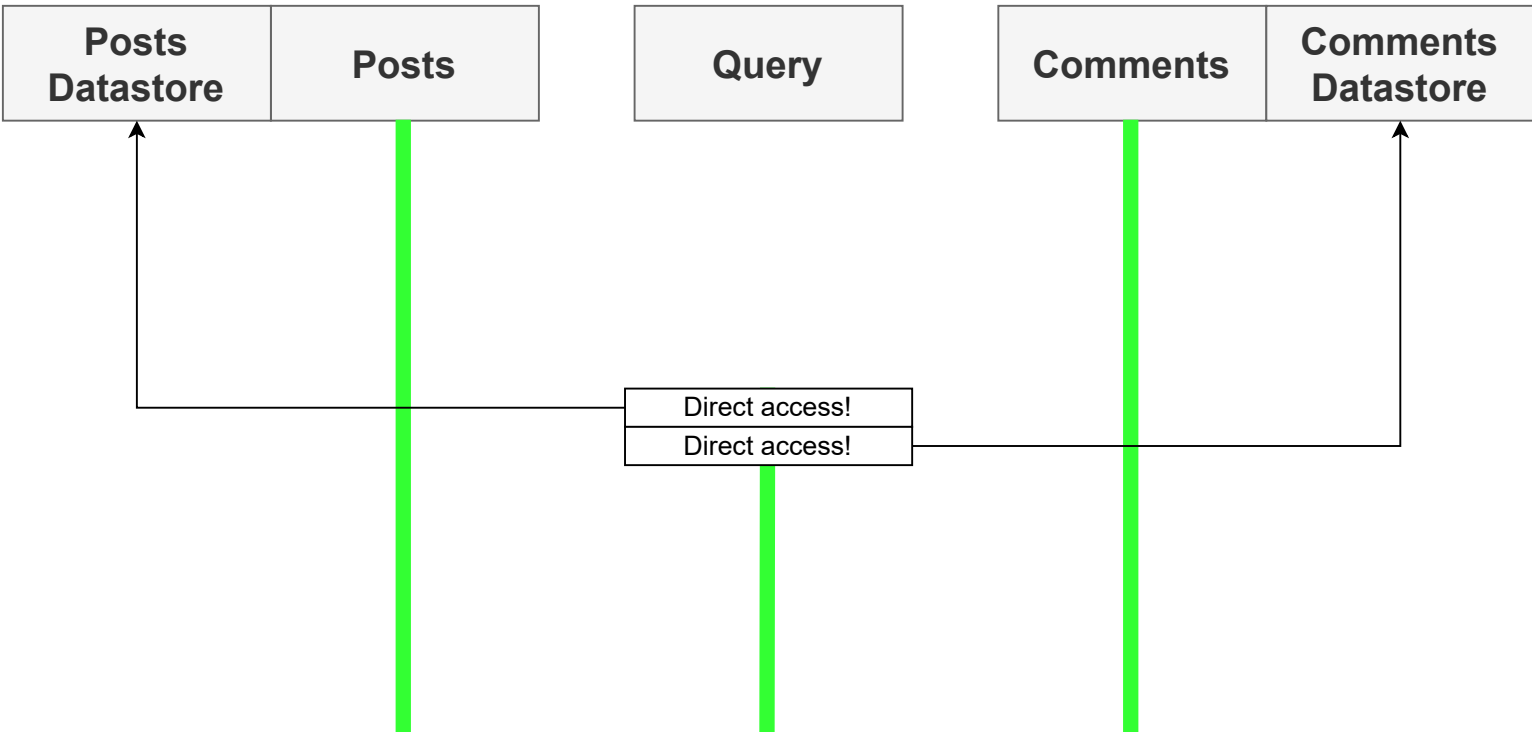 Posts
Datastore
Posts
Query
Comments
Comments
Datastore
Direct access!
Direct access!